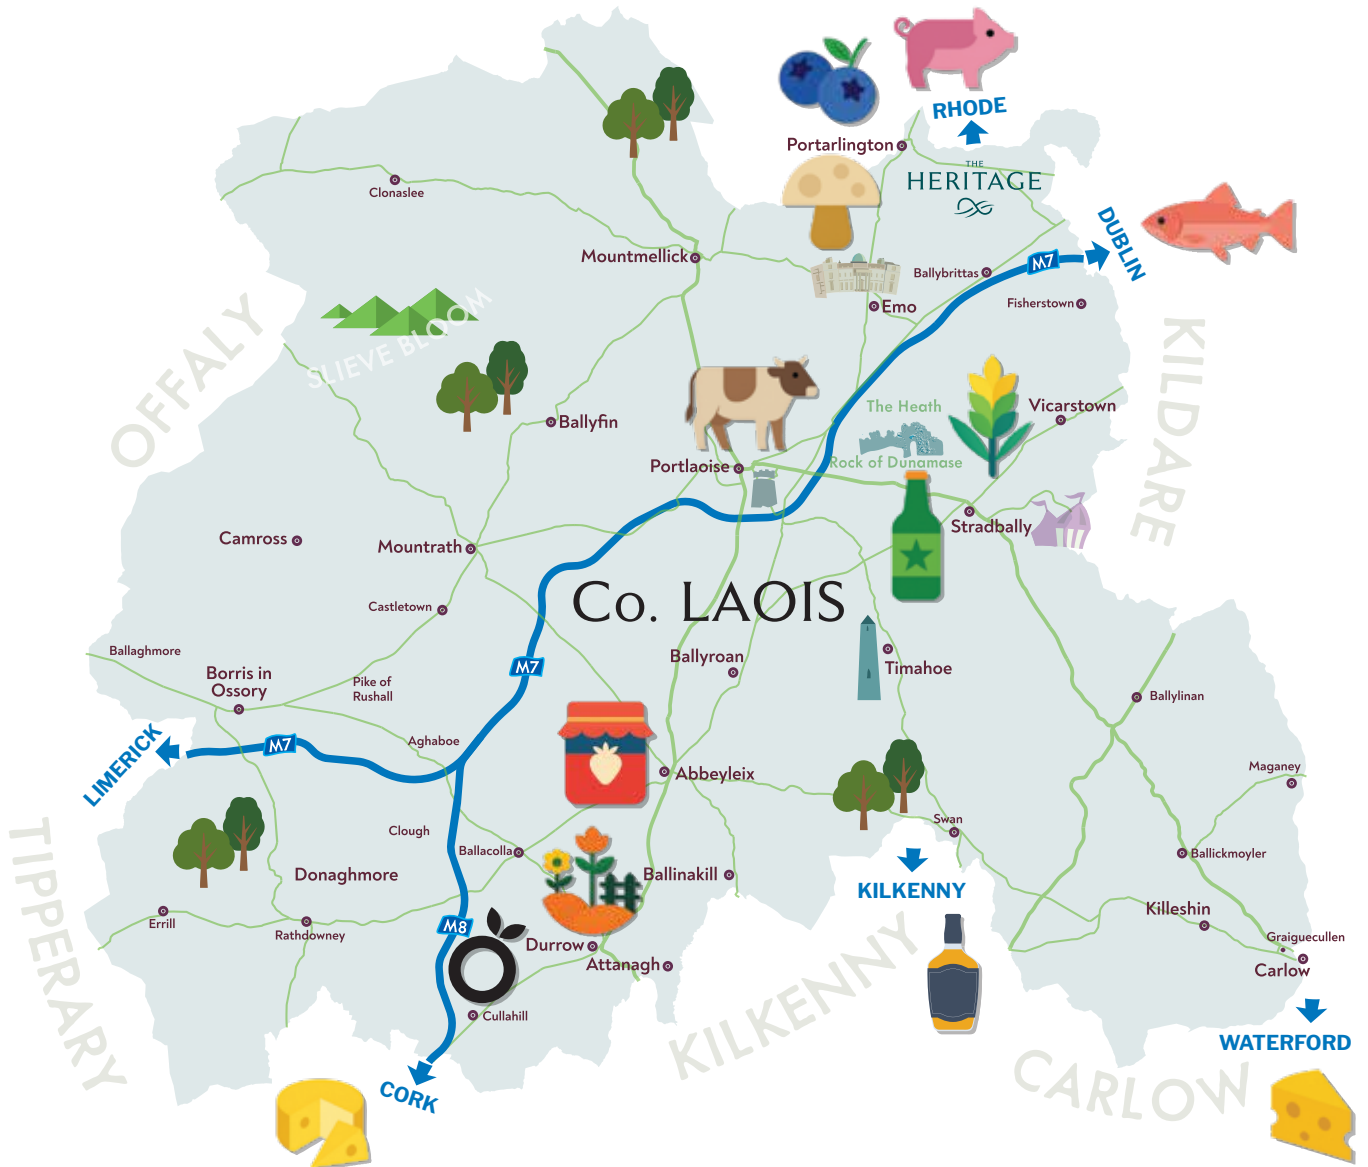 RHODE
Portarlington
THE
HERITAGE
Clonaslee
DUBLIN
Mountmellick
Ballybrittas
M7
Fisherstown
Emo
SLIEVE BLOOM
OFFALY
KILDARE
The Heath
Vicarstown
Ballyfin
Portlaoise
Rock of Dunamase
Stradbally
Camross
Mountrath
Co. LAOIS
Castletown
Ballaghmore
Ballyroan
M7
Timahoe
Borris in
Ossory
Pike of
Rushall
Ballylinan
LIMERICK
M7
Aghaboe
Abbeyleix
Maganey
TIPPERARY
Clough
Swan
Ballacolla
Ballickmoyler
Donaghmore
Ballinakill
KILKENNY
Errill
Rathdowney
M8
Killeshin
Durrow
Attanagh
Graiguecullen
Carlow
Cullahill
KILKENNY
WATERFORD
CORK
CARLOW